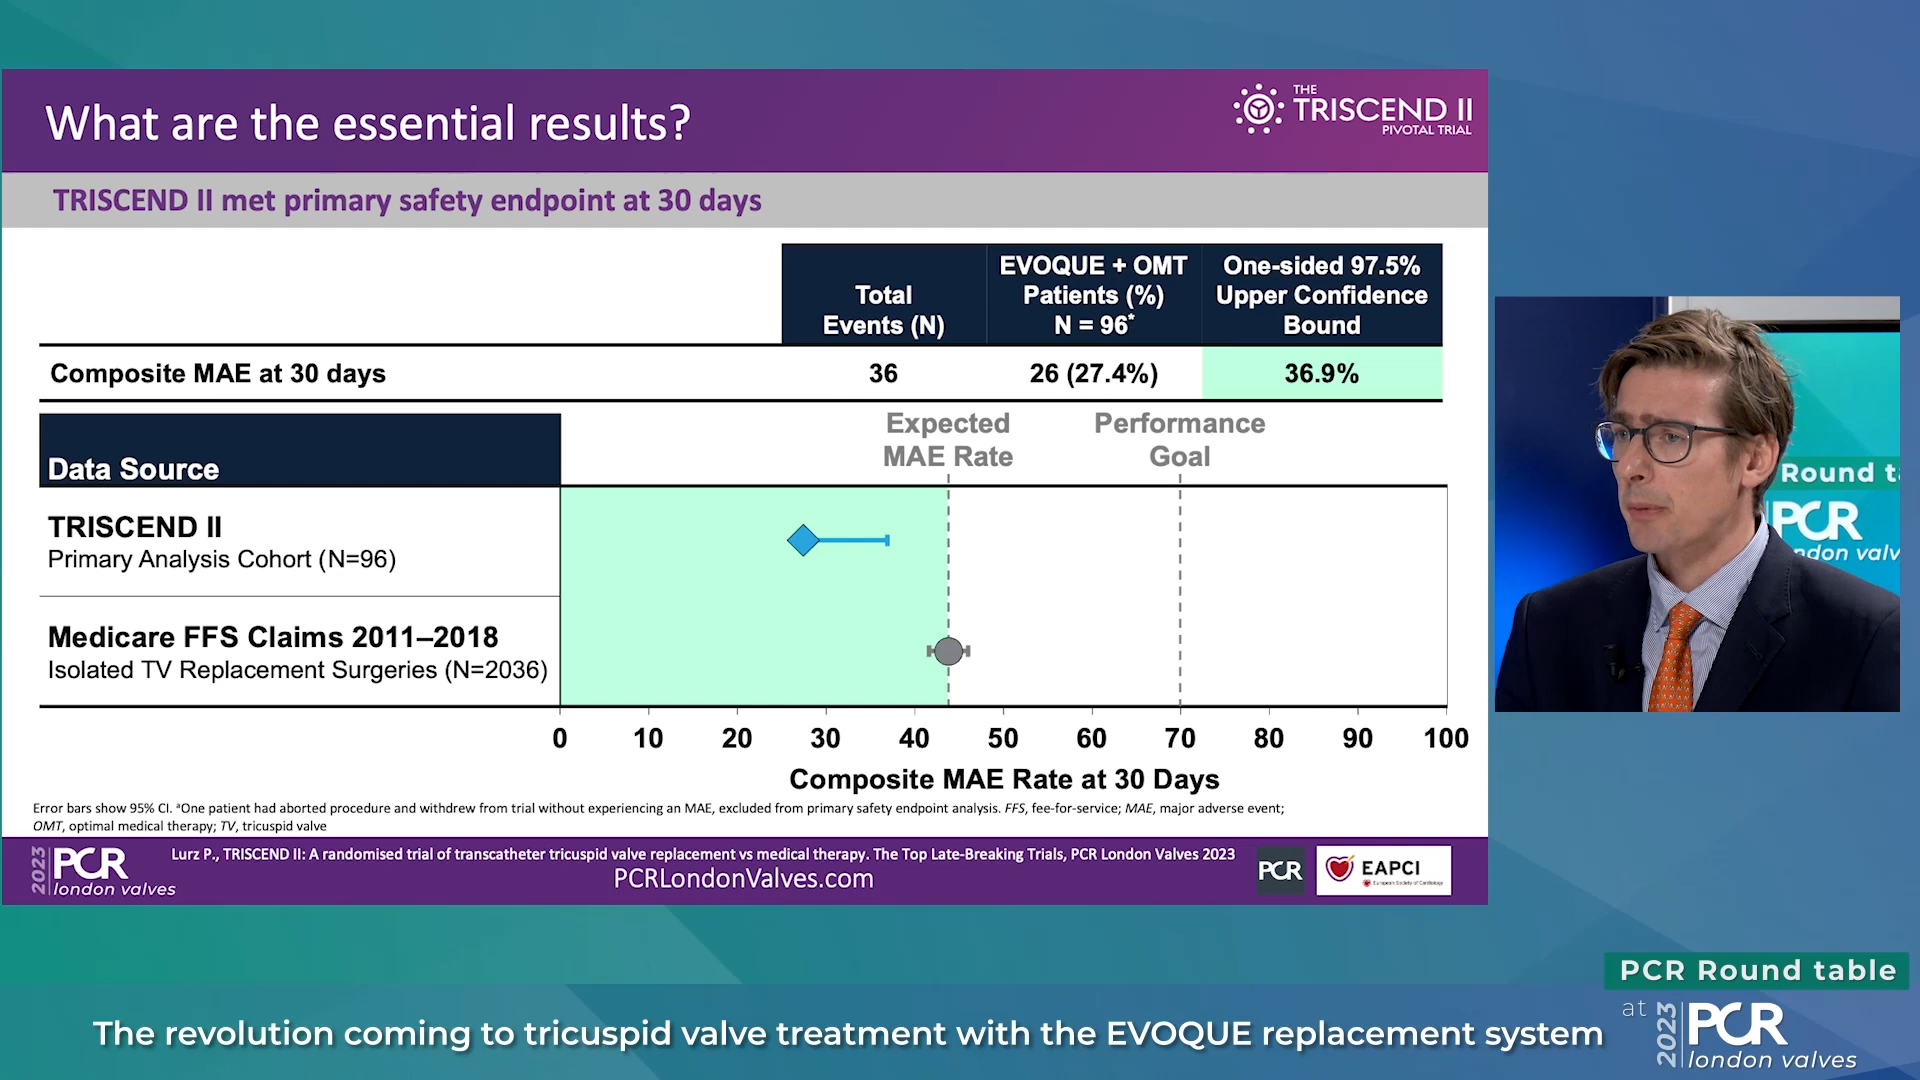 What are the essential results?
THE
TRISCEND II
PIVOTAL TRIAL
TRISCEND II met primary safety endpoint at 30 days
Total
Events (N)
EVOQUE + OMT
Patients (%)
N = 96*
One-sided 97.5%
Upper Confidence
Bound
Composite MAE at 30 days
36
26 (27.4%)
36.9%
Expected
MAE Rate
Performance
Goal
Data Source
TRISCEND II
Primary Analysis Cohort (N=96)
Medicare FFS Claims 2011–2018
Isolated TV Replacement Surgeries (N=2036)
0 10 20 30 40 50 60 70 80 90 100
Composite MAE Rate at 30 Days
Error bars show 95% CI. ªOne patient had aborted procedure and withdrew from trial without experiencing an MAE, excluded from primary safety endpoint analysis. FFS, fee-for-service; MAE, major adverse event;
OMT, optimal medical therapy; TV, tricuspid valve
2023
PCR
london valves
Lurz P., TRISCEND II: A randomised trial of transcatheter tricuspid valve replacement vs medical therapy. The Top Late-Breaking Trials, PCR London Valves 2023
PCRLondonValves.com
PCR
EAPCI
European Society of Cardiology
Round t
PCR
ndon valv
PCR Round table
The revolution coming to tricuspid valve treatment with the EVOQUE replacement system
at
2023
PCR
london valves